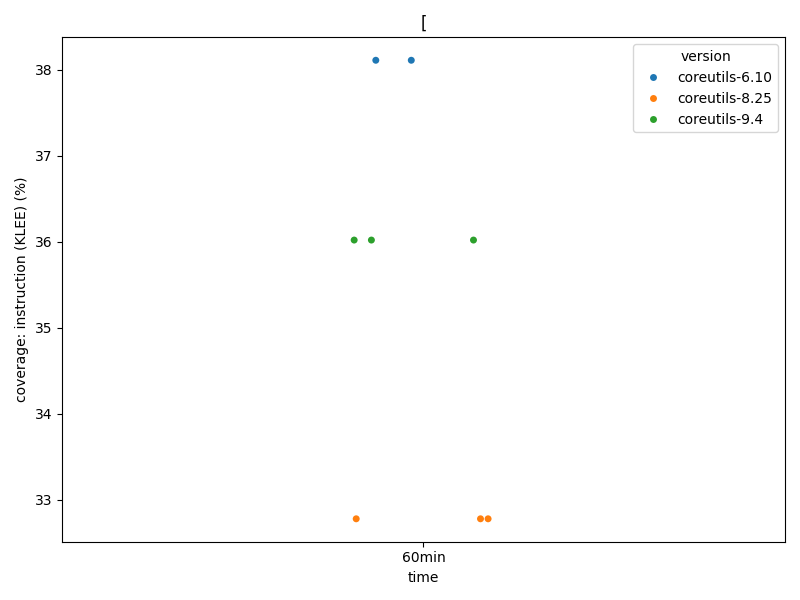 [
coverage: instruction (KLEE) (%)
38
37
36
35
34
33
version
coreutils-6.10
coreutils-8.25
coreutils-9.4
60min
time